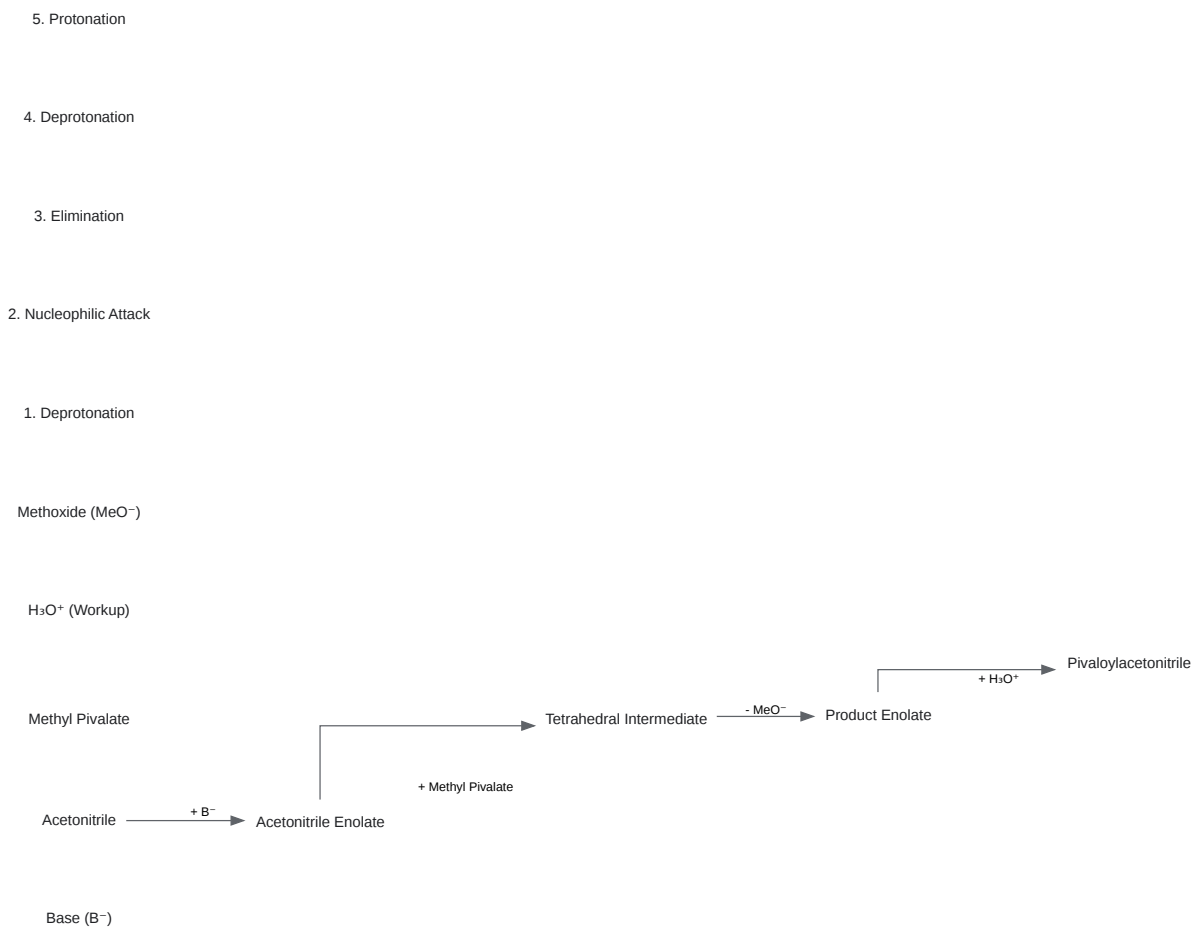 5. Protonation
4. Deprotonation
3. Elimination
2. Nucleophilic Attack
1. Deprotonation
Methoxide (MeO⁻)
H₃O⁺ (Workup)
Pivaloylacetonitrile
+ H₃O⁺
Methyl Pivalate
Tetrahedral Intermediate
- MeO⁻
Product Enolate
+ Methyl Pivalate
Acetonitrile
+ B⁻
Acetonitrile Enolate
Base (B⁻)